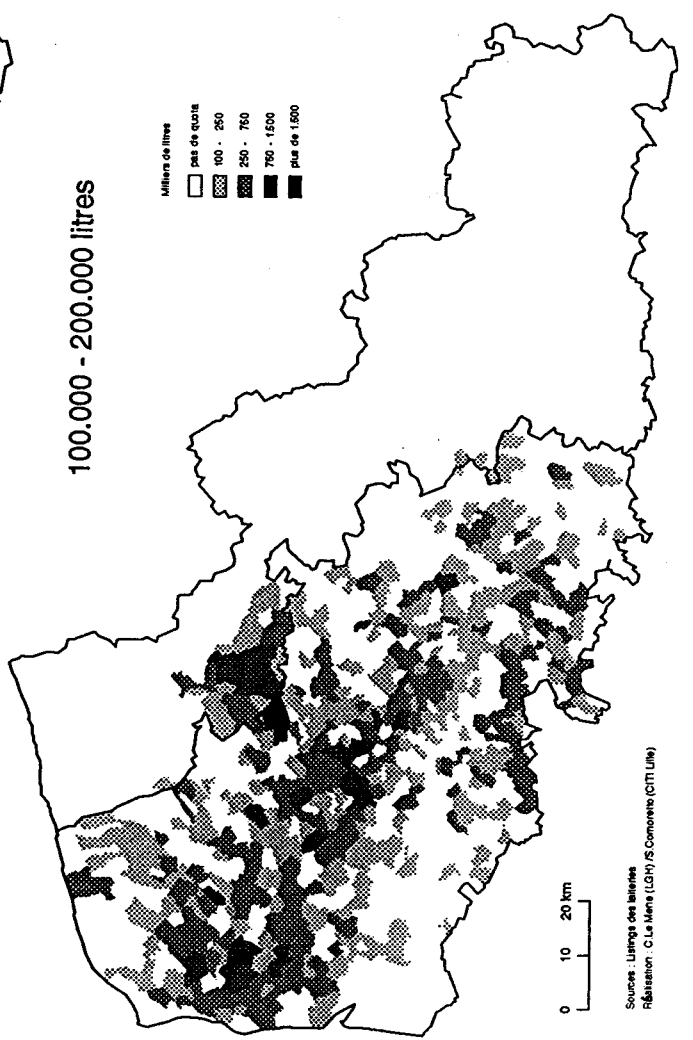 100.000 - 200.000 litres
Milliers de litres
pas de quota
100 - 250
250 - 750
750 - 1500
plus de 1.500
0 10 20 km
Sources : Listings des laiteries
Réalisation : C.Le Mens (LGH) /S.Comoretto (CITI Lille)